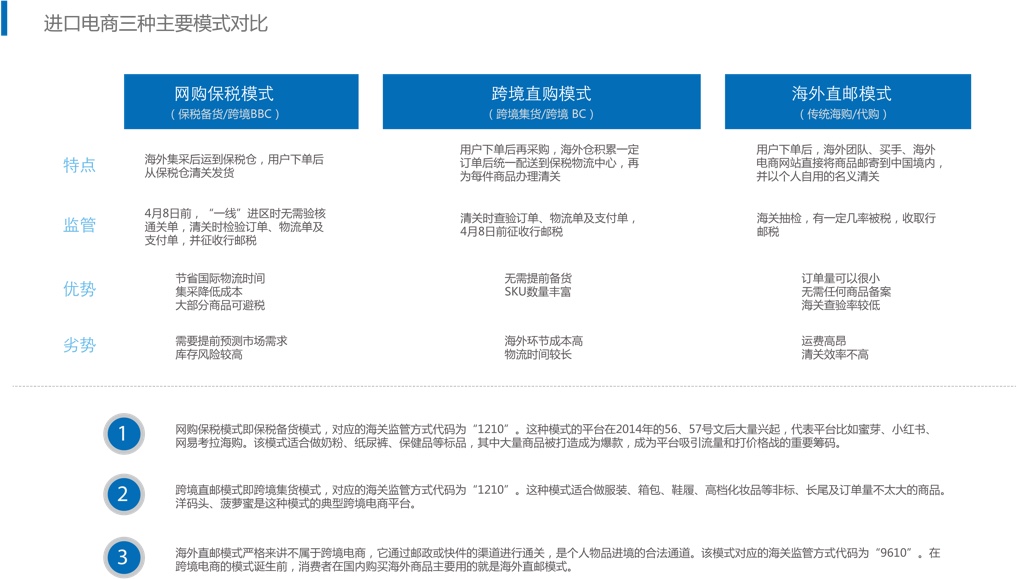 进口电商三种主要模式对比
网购保税模式
（保税备货/跨境BBC）
跨境直购模式
（跨境集货/跨境 BC）
海外直邮模式
（传统海购/代购）
特点
海外集采后运到保税仓，用户下单后
从保税仓清关发货
用户下单后再采购，海外仓积累一定
订单后统一配送到保税物流中心，再
为每件商品办理清关
用户下单后，海外团队、买手、海外
电商网站直接将商品邮寄到中国境内，
并以个人自用的名义清关
监管
4月8日前，“一线”进区时无需验核
通关单，清关时检验订单、物流单及
支付单，并征收行邮税
清关时查验订单、物流单及支付单，
4月8日前征收行邮税
海关抽检，有一定几率被税，收取行
邮税
优势
节省国际物流时间
集采降低成本
大部分商品可避税
无需提前备货
SKU数量丰富
订单量可以很小
无需任何商品备案
海关查验率较低
劣势
需要提前预测市场需求
库存风险较高
海外环节成本高
物流时间较长
运费高昂
清关效率不高
1
网购保税模式即保税备货模式，对应的海关监管方式代码为“1210”。这种模式的平台在2014年的56、57号文后大量兴起，代表平台比如蜜芽、小红书、
网易考拉海购。该模式适合做奶粉、纸尿裤、保健品等标品，其中大量商品被打造成为爆款，成为平台吸引流量和打价格战的重要筹码。
2
跨境直邮模式即跨境集货模式，对应的海关监管方式代码为“1210”。这种模式适合做服装、箱包、鞋履、高档化妆品等非标、长尾及订单量不太大的商品。
洋码头、菠萝蜜是这种模式的典型跨境电商平台。
3
海外直邮模式严格来讲不属于跨境电商，它通过邮政或快件的渠道进行通关，是个人物品进境的合法通道。该模式对应的海关监管方式代码为“9610”。在
跨境电商的模式诞生前，消费者在国内购买海外商品主要用的就是海外直邮模式。